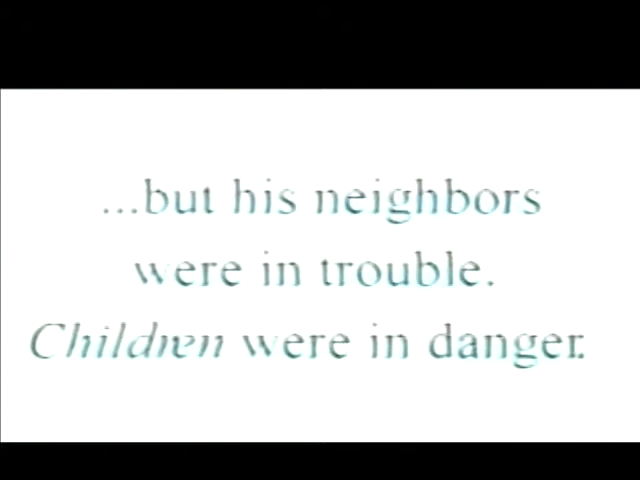 ...but his neighbors
were in trouble.
Children were in danger.